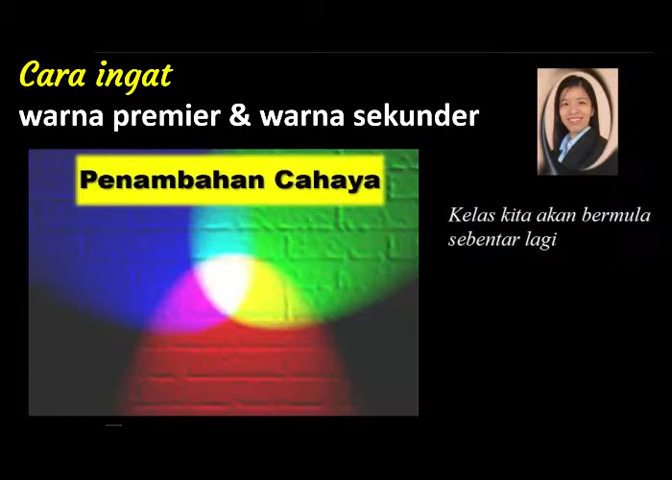 Cara ingat
warna premier & warna sekunder
Penambahan Cahaya
Kelas kita akan bermula
sebentar lagi